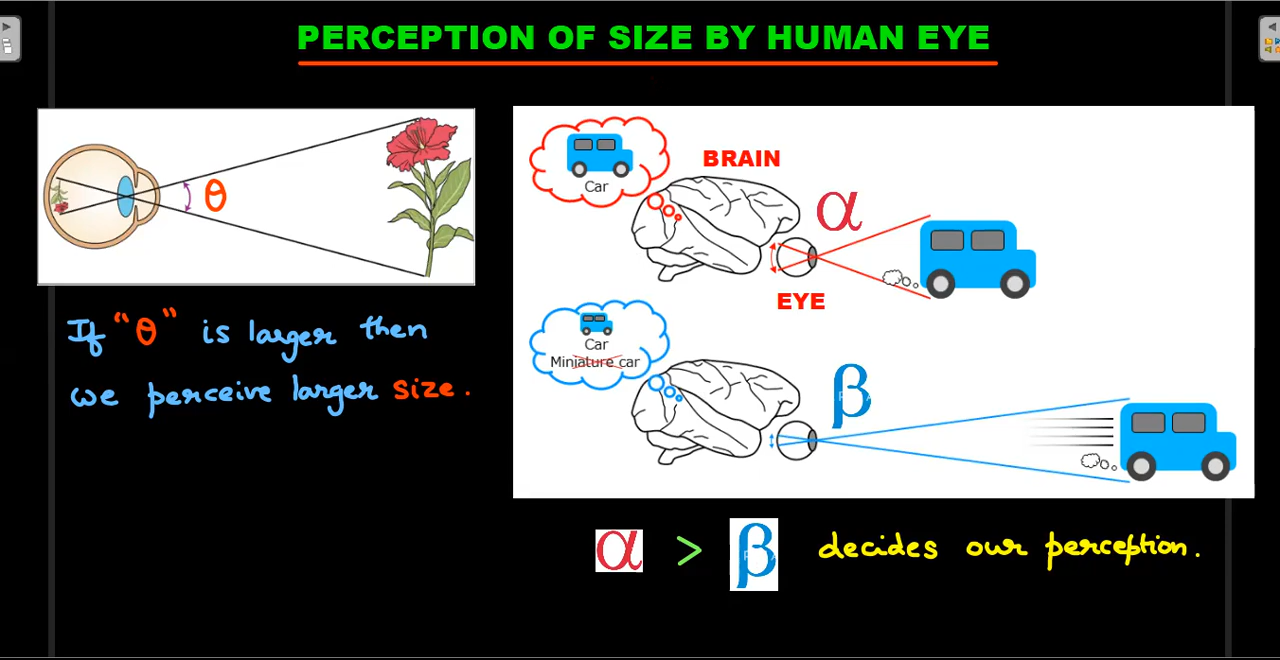 PERCEPTION OF SIZE BY HUMAN EYE
θ
If "θ" is larger then
we perceive larger size.
Car
BRAIN
α
EYE
Car
Miniature car
β
α > β decides our perception.